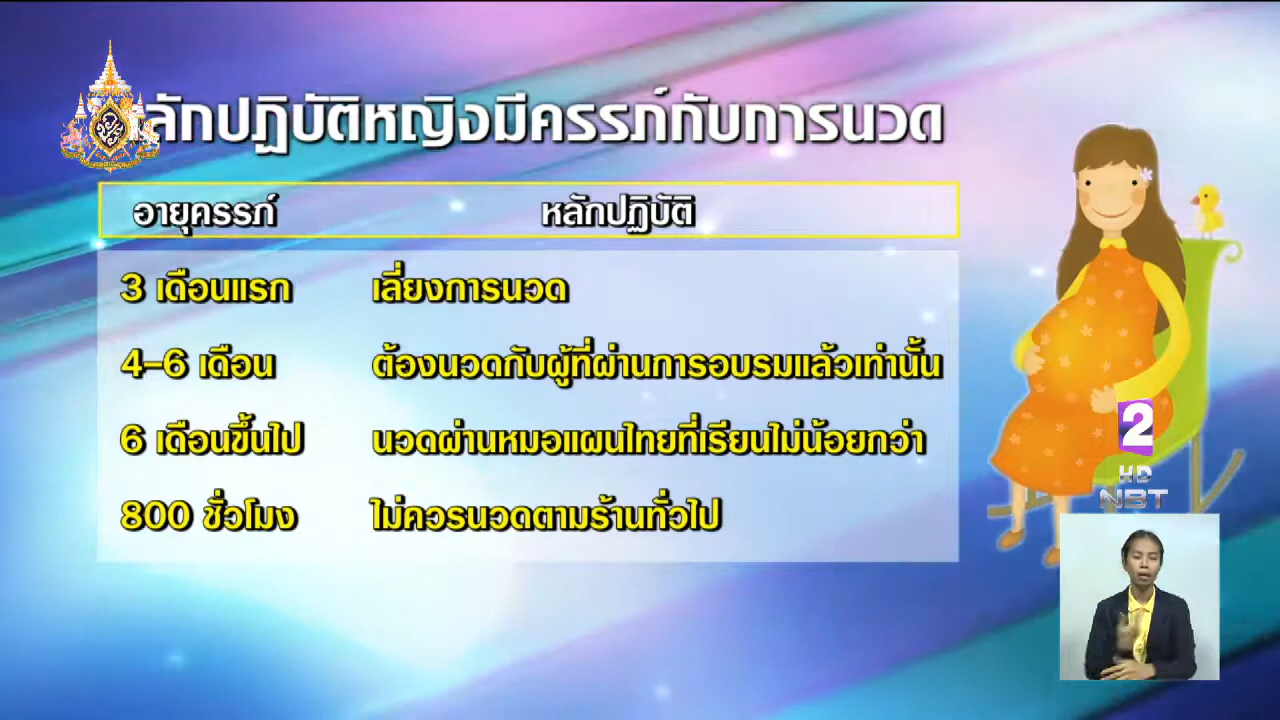 หลักปฏิบัติหญิงมีครรภ์กับการนวด
อายุครรภ์ หลักปฏิบัติ
3 เดือนแรก เลี่ยงการนวด
4–6 เดือน ต้องนวดกับผู้ที่ผ่านการอบรมแล้วเท่านั้น
6 เดือนขึ้นไป นวดผ่านหมอแผนไทยที่เรียนไม่น้อยกว่า
800 ชั่วโมง ไม่ควรนวดตามร้านทั่วไป
2
HD
NBT